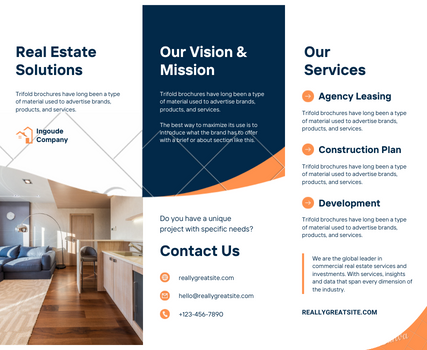 Real Estate
Solutions
Trifold brochures have long been a type
of material used to advertise brands,
products, and services.
Ingoude
Company
Our Vision &
Mission
Trifold brochures have long been a type
of material used to advertise brands,
products, and services.
The best way to maximize its use is to
introduce what the brand has to offer
with a brief or about section like this.
Do you have a unique
project with specific needs?
Contact Us
reallygreatsite.com
hello@reallygreatsite.com
+123-456-7890
Our
Services
Agency Leasing
Trifold brochures have long been a type
of material used to advertise brands,
products, and services.
Construction Plan
Trifold brochures have long been a type
of material used to advertise brands,
products, and services.
Development
Trifold brochures have long been a type
of material used to advertise brands,
products, and services.
We are the global leader in
commercial real estate services and
investments. With services, insights
and data that span every dimension of
the industry.
REALLYGREATSITE.COM